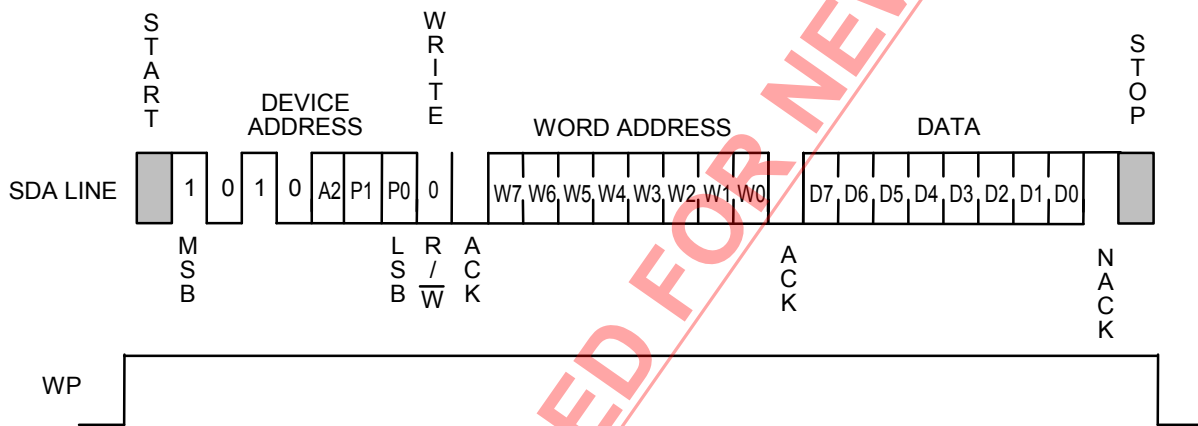 START
WRITE
STOP
DEVICE
ADDRESS
WORD ADDRESS
DATA
SDA LINE
1 0 1 0 A2 P1 P0 0 W7 W6 W5 W4 W3 W2 W1 W0 D7 D6 D5 D4 D3 D2 D1 D0
MSB
LSB
R/W̅
ACK
ACK
NACK
WP
ED FOR NEW